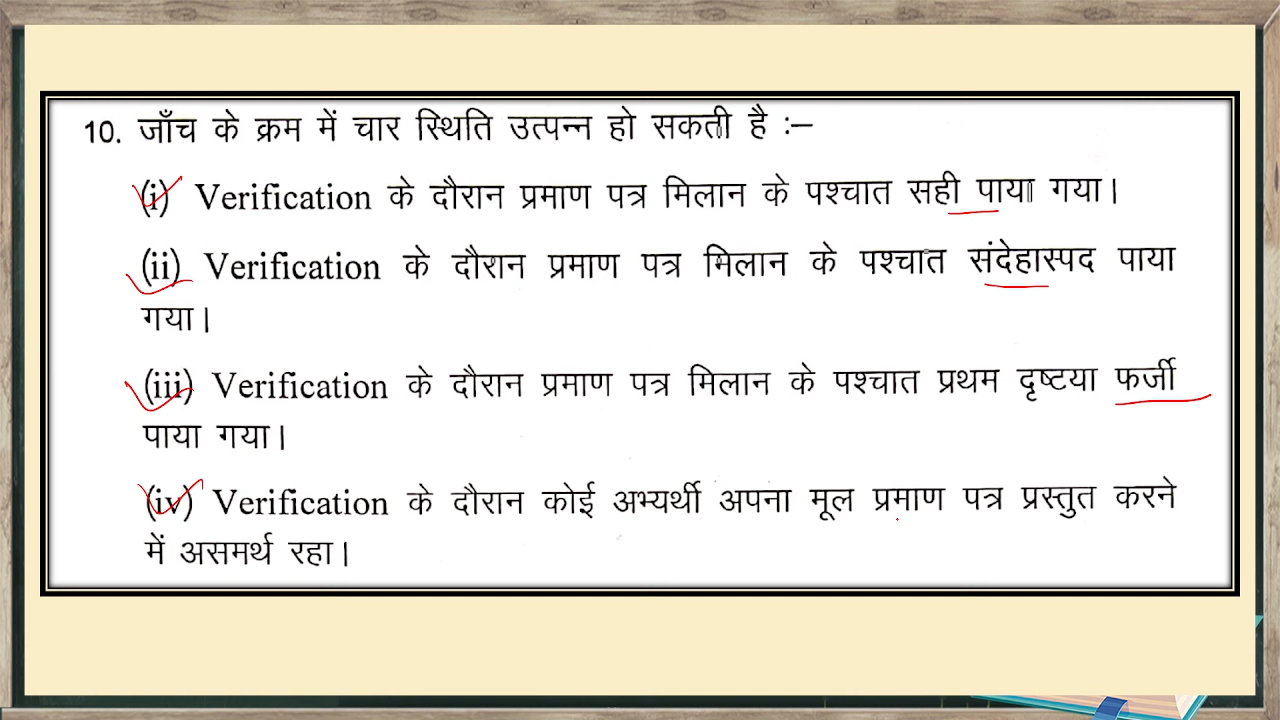 10. जाँच के क्रम में चार स्थिति उत्पन्न हो सकती है :–
(i) Verification के दौरान प्रमाण पत्र मिलान के पश्चात सही पाया गया।
(ii) Verification के दौरान प्रमाण पत्र मिलान के पश्चात संदेहास्पद पाया
गया।
(iii) Verification के दौरान प्रमाण पत्र मिलान के पश्चात प्रथम दृष्टया फर्जी
पाया गया।
(iv) Verification के दौरान कोई अभ्यर्थी अपना मूल प्रमाण पत्र प्रस्तुत करने
में असमर्थ रहा।